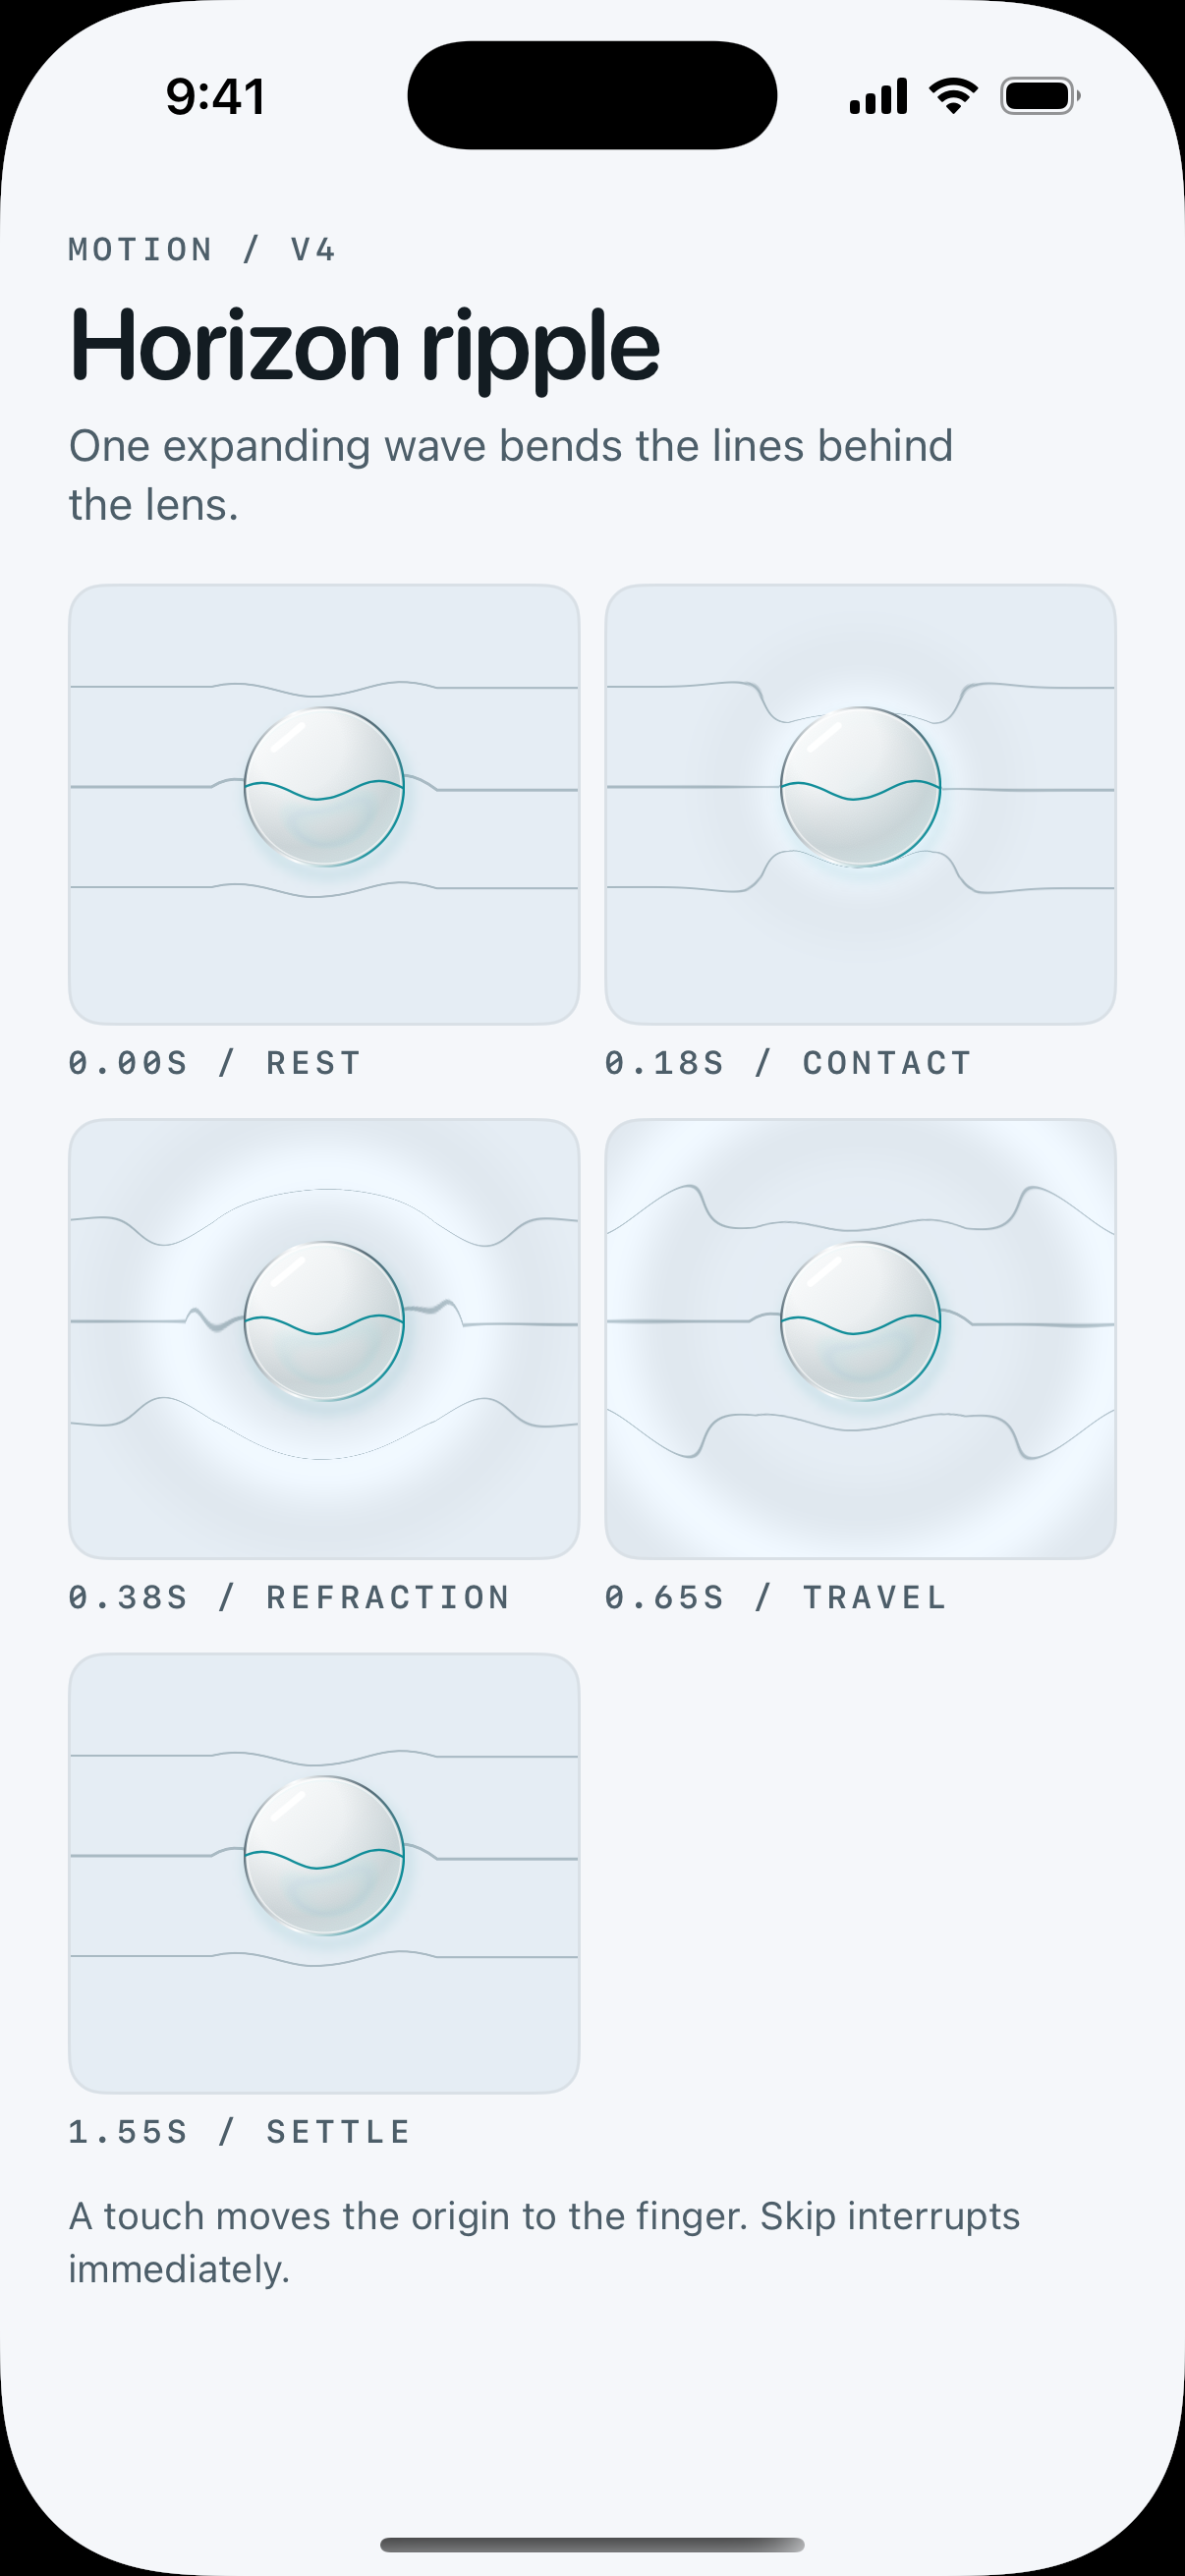 9:41
MOTION / V4
Horizon ripple
One expanding wave bends the lines behind
the lens.
0.00S / REST
0.18S / CONTACT
0.38S / REFRACTION
0.65S / TRAVEL
1.55S / SETTLE
A touch moves the origin to the finger. Skip interrupts
immediately.